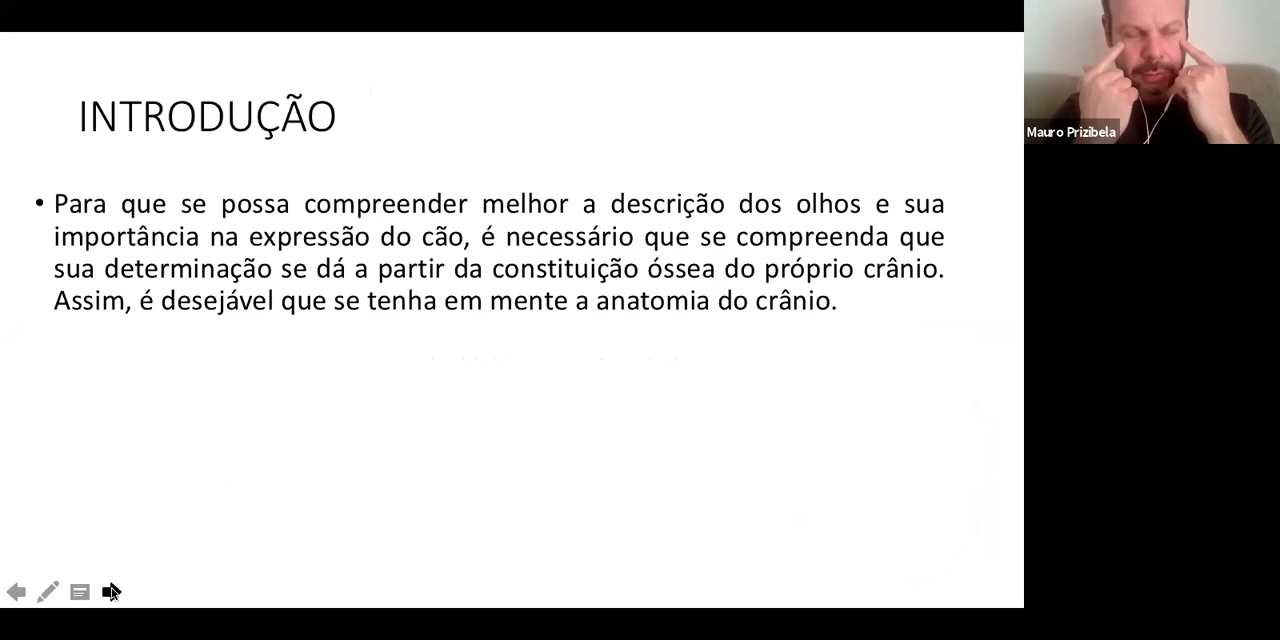 INTRODUÇÃO
• Para que se possa compreender melhor a descrição dos olhos e sua
importância na expressão do cão, é necessário que se compreenda que
sua determinação se dá a partir da constituição óssea do próprio crânio.
Assim, é desejável que se tenha em mente a anatomia do crânio.
Mauro Prizibela